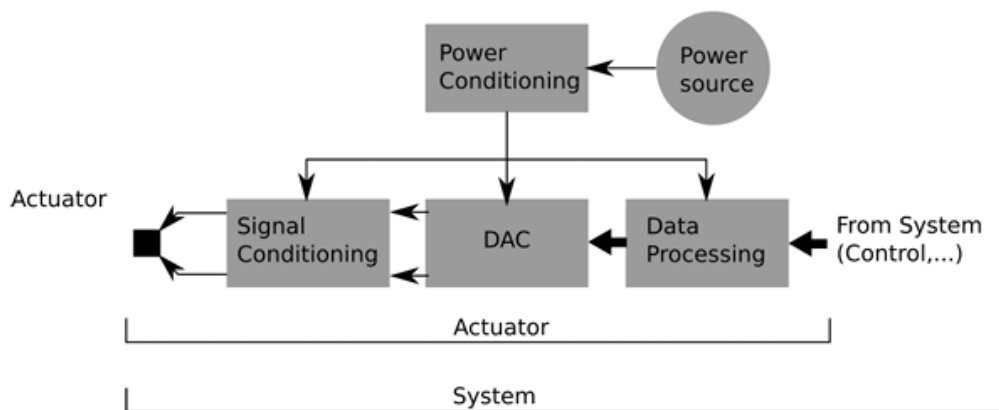 Power
Conditioning
Power
source
Actuator
Signal
Conditioning
DAC
Data
Processing
From System
(Control,...)
Actuator
System